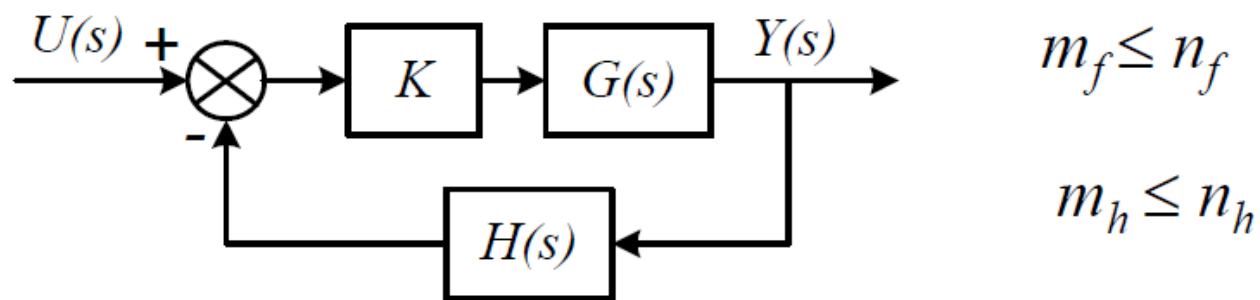 U(s) + K G(s) Y(s) m_f ≤ n_f
-
H(s) m_h ≤ n_h